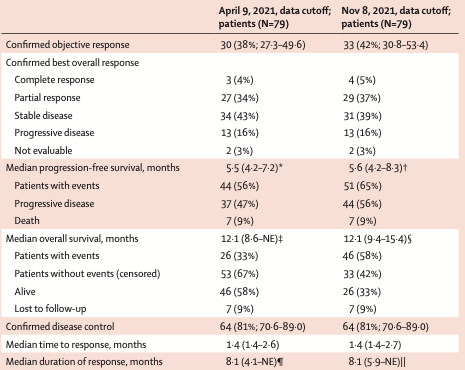 April 9, 2021, data cutoff; Nov 8, 2021, data cutoff;
patients (N=79) patients (N=79)
Confirmed objective response 30 (38%; 27·3–49·6) 33 (42%; 30·8–53·4)
Confirmed best overall response
Complete response 3 (4%) 4 (5%)
Partial response 27 (34%) 29 (37%)
Stable disease 34 (43%) 31 (39%)
Progressive disease 13 (16%) 13 (16%)
Not evaluable 2 (3%) 2 (3%)
Median progression-free survival, months 5·5 (4·2–7·2)* 5·6 (4·2–8·3)†
Patients with events 44 (56%) 51 (65%)
Progressive disease 37 (47%) 44 (56%)
Death 7 (9%) 7 (9%)
Median overall survival, months 12·1 (8·6–NE)‡ 12·1 (9·4–15·4)§
Patients with events 26 (33%) 46 (58%)
Patients without events (censored) 53 (67%) 33 (42%)
Alive 46 (58%) 26 (33%)
Lost to follow-up 7 (9%) 7 (9%)
Confirmed disease control 64 (81%; 70·6-89·0) 64 (81%; 70·6-89·0)
Median time to response, months 1·4 (1·4–2·6) 1·4 (1·4–2·7)
Median duration of response, months 8·1 (4·1–NE)¶ 8·1 (5·9–NE)||